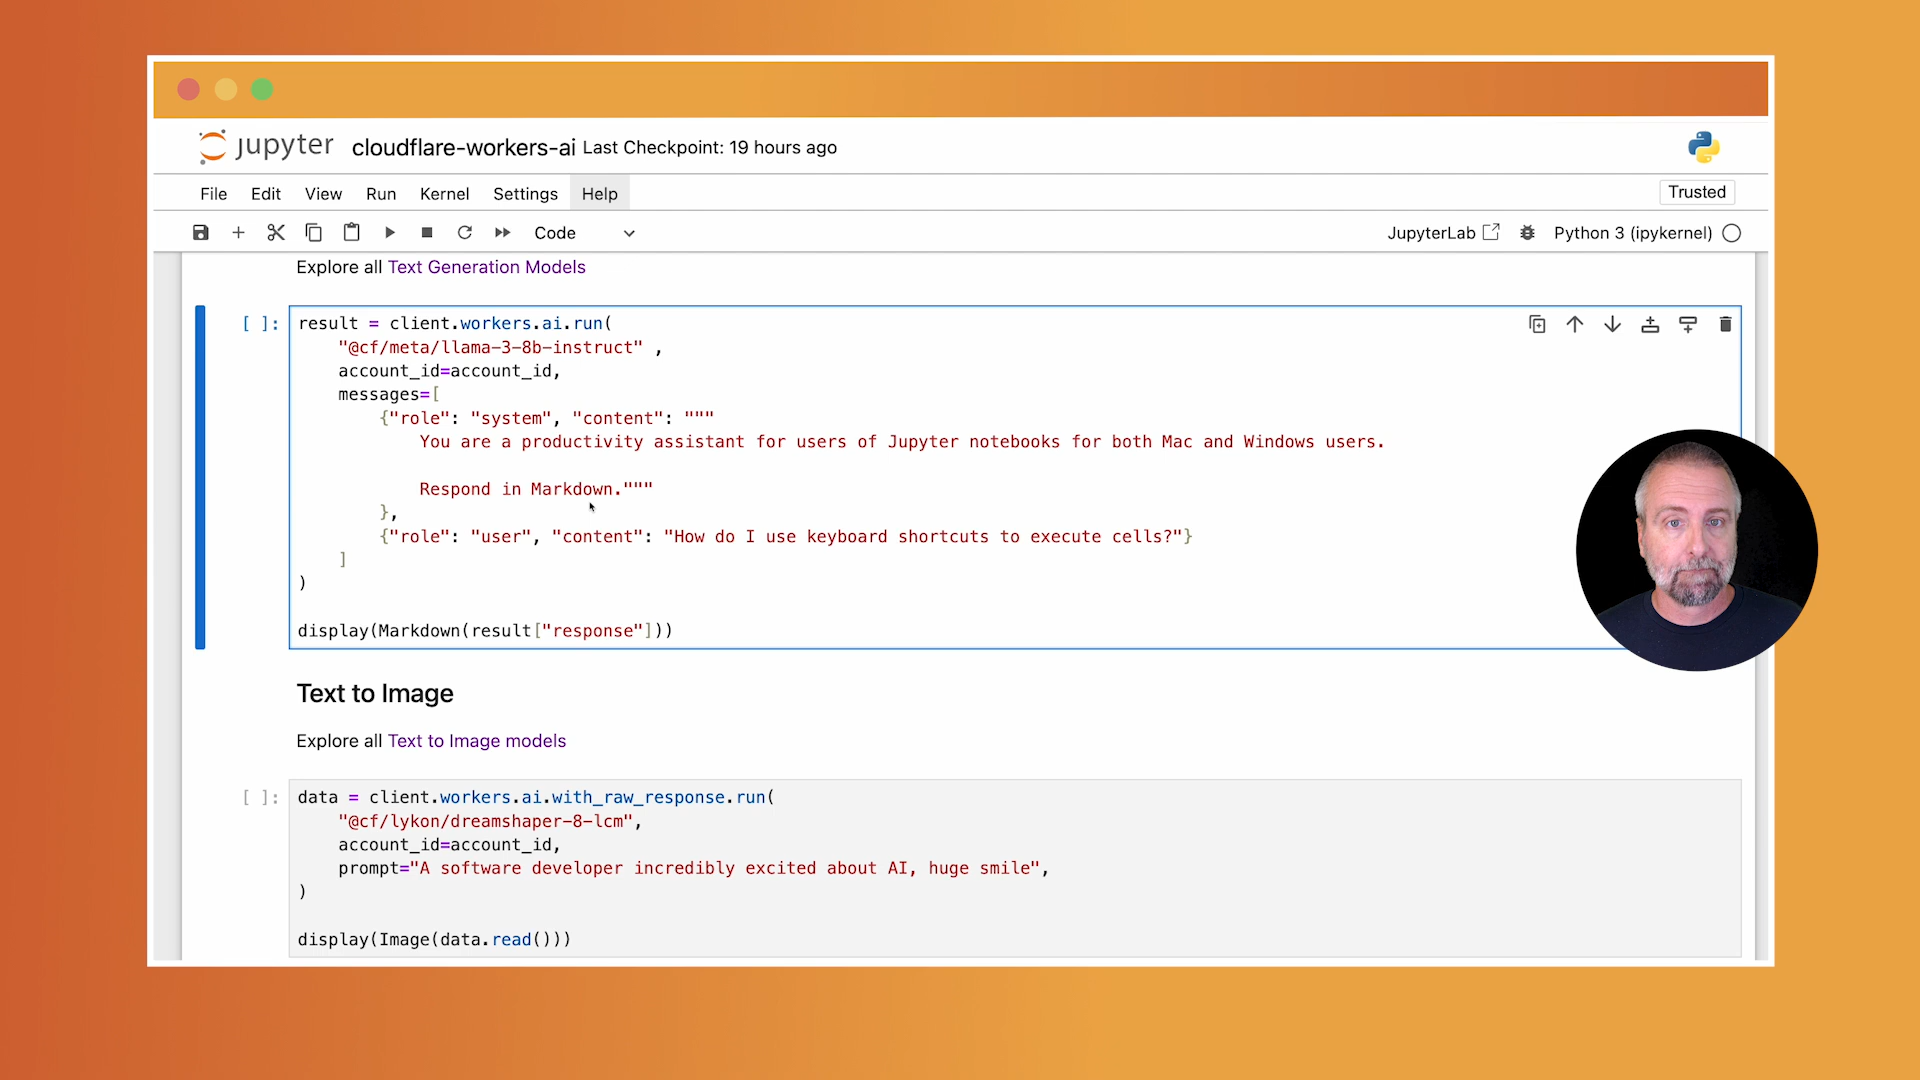 jupyter cloudflare-workers-ai Last Checkpoint: 19 hours ago
File Edit View Run Kernel Settings Help Trusted
Code JupyterLab Python 3 (ipykernel)
Explore all Text Generation Models
[ ]: result = client.workers.ai.run(
"@cf/meta/llama-3-8b-instruct" ,
account_id=account_id,
messages=[
{"role": "system", "content": """
You are a productivity assistant for users of Jupyter notebooks for both Mac and Windows users.
Respond in Markdown."""
},
{"role": "user", "content": "How do I use keyboard shortcuts to execute cells?"}
]
)
display(Markdown(result["response"]))
Text to Image
Explore all Text to Image models
[ ]: data = client.workers.ai.with_raw_response.run(
"@cf/lykon/dreamshaper-8-lcm",
account_id=account_id,
prompt="A software developer incredibly excited about AI, huge smile",
)
display(Image(data.read()))